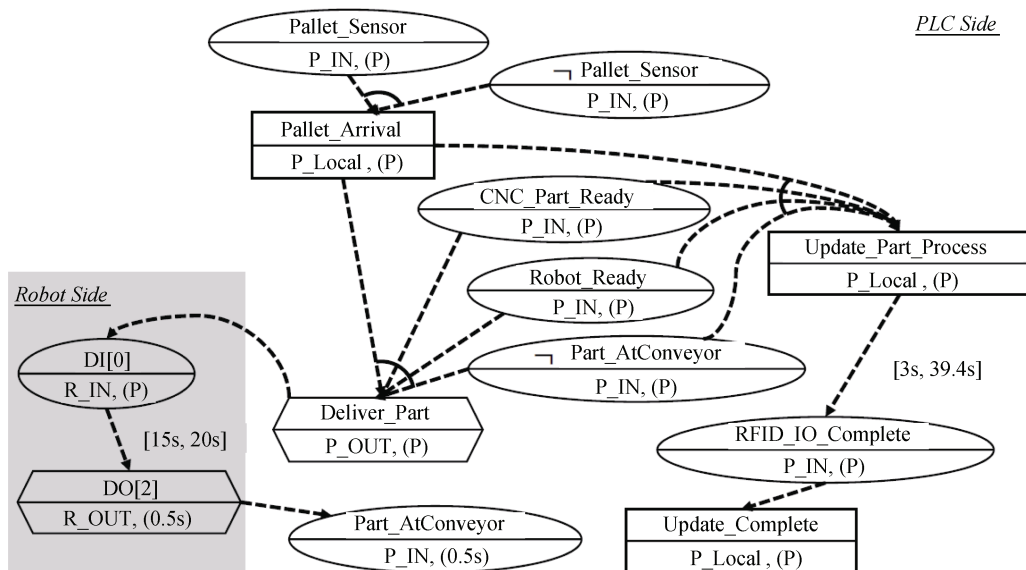 Pallet_Sensor
P_IN, (P)
PLC Side
¬ Pallet_Sensor
P_IN, (P)
Pallet_Arrival
P_Local , (P)
CNC_Part_Ready
P_IN, (P)
Update_Part_Process
P_Local , (P)
Robot_Ready
P_IN, (P)
Robot Side
DI[0]
R_IN, (P)
¬ Part_AtConveyor
P_IN, (P)
[3s, 39.4s]
Deliver_Part
P_OUT, (P)
[15s, 20s]
RFID_IO_Complete
P_IN, (P)
DO[2]
R_OUT, (0.5s)
Part_AtConveyor
P_IN, (0.5s)
Update_Complete
P_Local , (P)